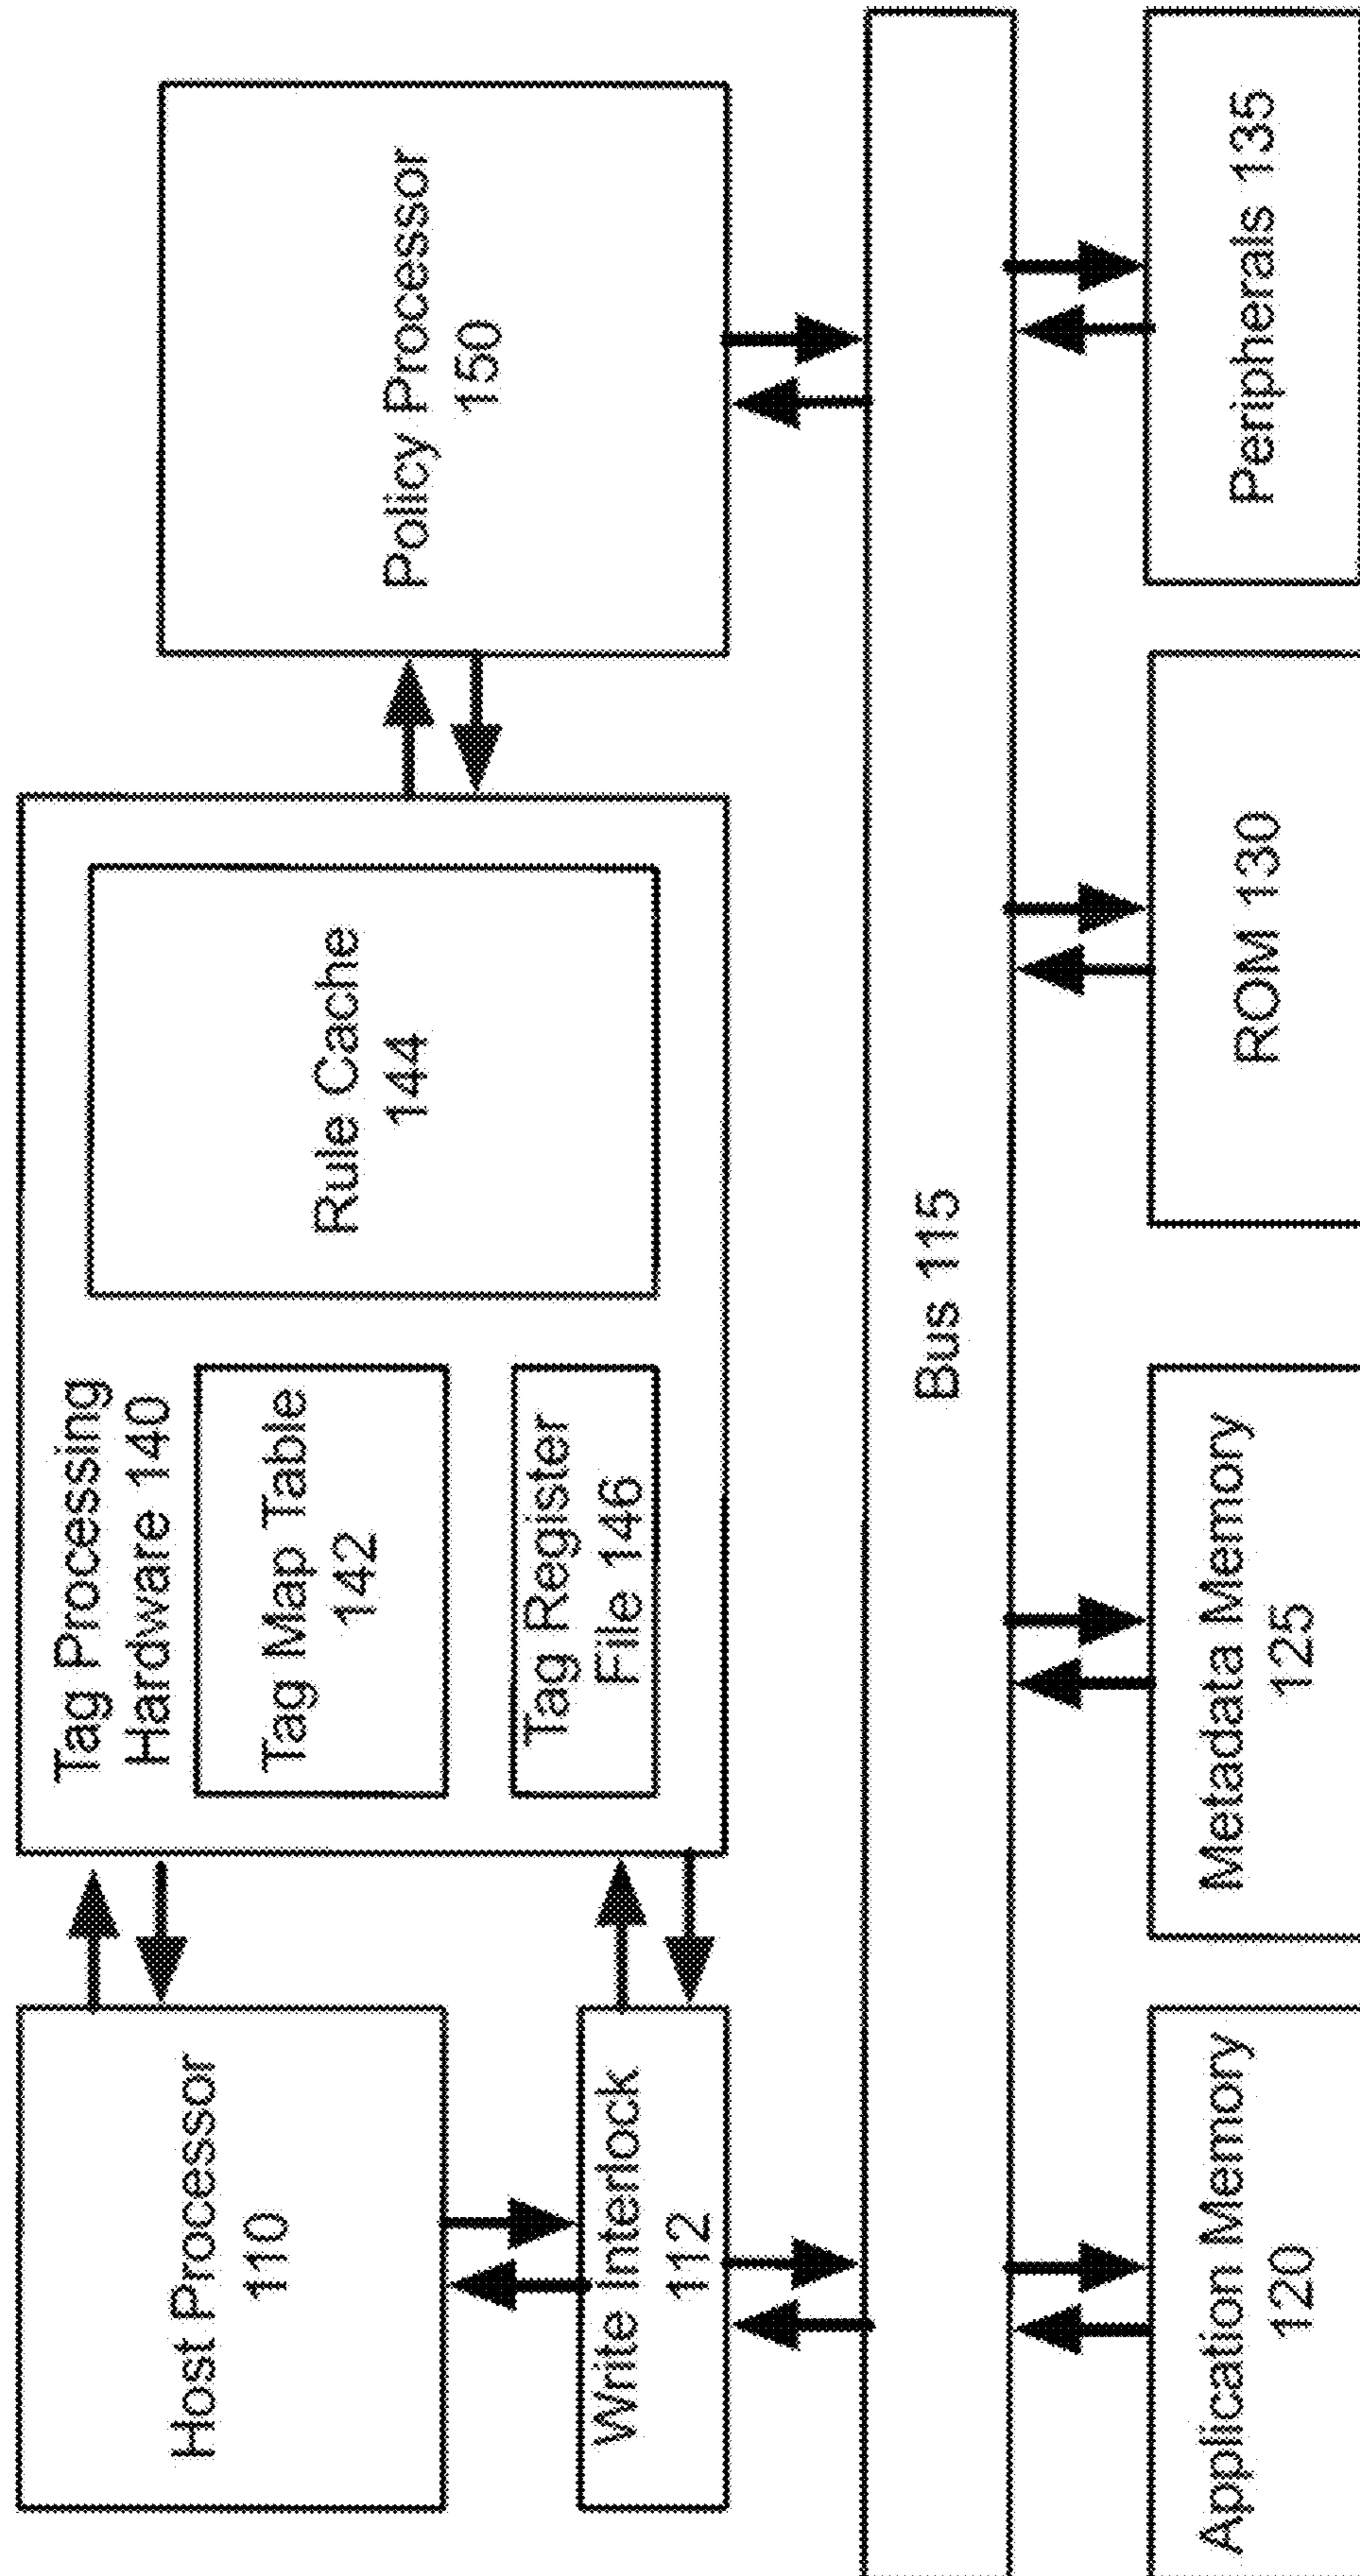 Host Processor
110
Write Interlock
112
Tag Processing
Hardware 140
Tag Map Table
142
Tag Register
File 146
Rule Cache
144
Policy Processor
150
Bus 115
Application Memory
120
Metadata Memory
125
ROM 130
Peripherals 135